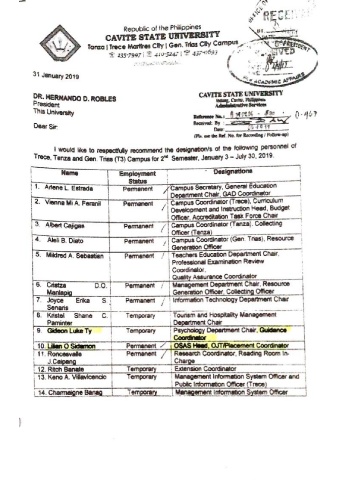 Republic of the Philippines
CAVITE STATE UNIVERSITY
Tanza | Trece Martires City | Gen. Trias City Campus
RECEIVED
ACADEMIC AFFAIRS
31 January 2019
DR. HERNANDO D. ROBLES
President
This University
CAVITE STATE UNIVERSITY
Indang, Cavite, Philippines
Administrative Services
Reference No.:
Received By:
Date:
(Pls. use the Ref. No. for Recording / Follow-up)
Dear Sir:
I would like to respectfully recommend the designations of the following personnel of
Trece, Tanza and Gen. Trias (T3) Campus for 2nd Semester, January 3 – July 30, 2019.
Name Employment Status Designations
1. Arlene L. Estrada Permanent Campus Secretary, General Education
Department Chair, GAD Coordinator
2. Vienna Mi A. Feranil Permanent Campus Coordinator (Trece), Curriculum
Development and Instruction Head, Budget
Officer, Accreditation Task Force Chair
3. Albert Cajigas Permanent Campus Coordinator (Tanza), Collecting
Officer (Tanza)
4. Aleli B. Diato Permanent Campus Coordinator (Gen. Trias), Resource
Generation Officer
5. Mildred A. Sebastian Permanent Teachers Education Department Chair,
Professional Examination Review
Coordinator,
Quality Assurance Coordinator
6. Cristza D.O. Manlapig Permanent Management Department Chair, Resource
Generation Officer, Collecting Officer
7. Joyce Erika S. Senaris Permanent Information Technology Department Chair
8. Kristel Shane C. Paminter Temporary Tourism and Hospitality Management
Department Chair
9. Gideon Luke Ty Temporary Psychology Department Chair, Guidance
Coordinator
10. Lilian O Sidamon Permanent OSAS Head, OJT/Placement Coordinator
11. Roncesvalle J.Caipang Permanent Research Coordinator, Reading Room In-
Charge
12. Ritch Banate Temporary Extension Coordinator
13. Keno A. Villavicencio Temporary Management Information System Officer and
Public Information Officer (Trece)
14. Charmaigne Banag Temporary Management Information System Officer